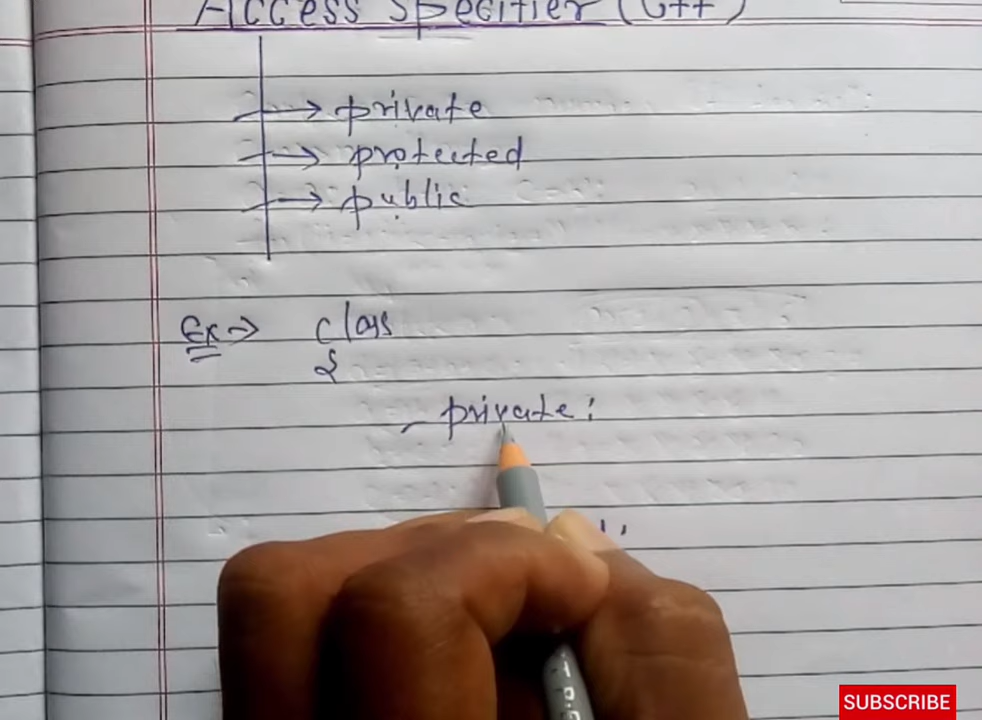 Access Specifier (C++)
→ private
→ protected
→ public
Ex → class
{
private:
SUBSCRIBE